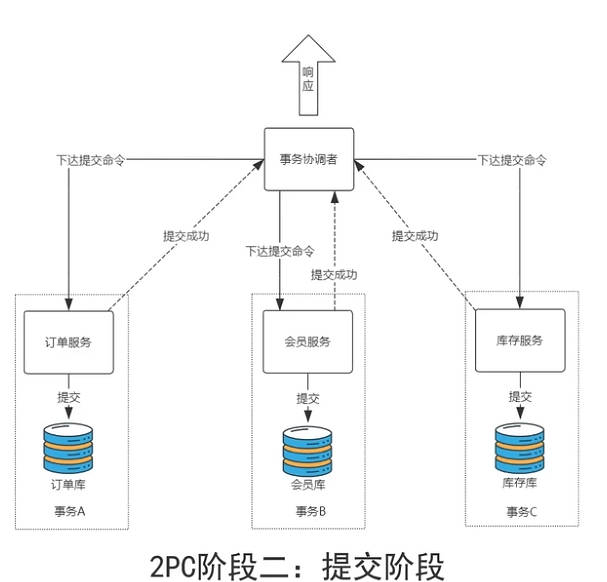 响应
事务协调者
下达提交命令
下达提交命令
提交成功
提交成功
下达提交命令
提交成功
订单服务
会员服务
库存服务
提交
提交
提交
订单库
会员库
库存库
事务A
事务B
事务C
2PC阶段二：提交阶段